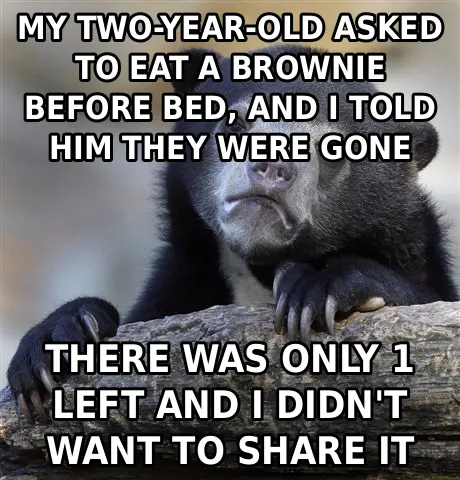 MY TWO-YEAR-OLD ASKED
TO EAT A BROWNIE
BEFORE BED, AND I TOLD
HIM THEY WERE GONE
THERE WAS ONLY 1
LEFT AND I DIDN'T
WANT TO SHARE IT